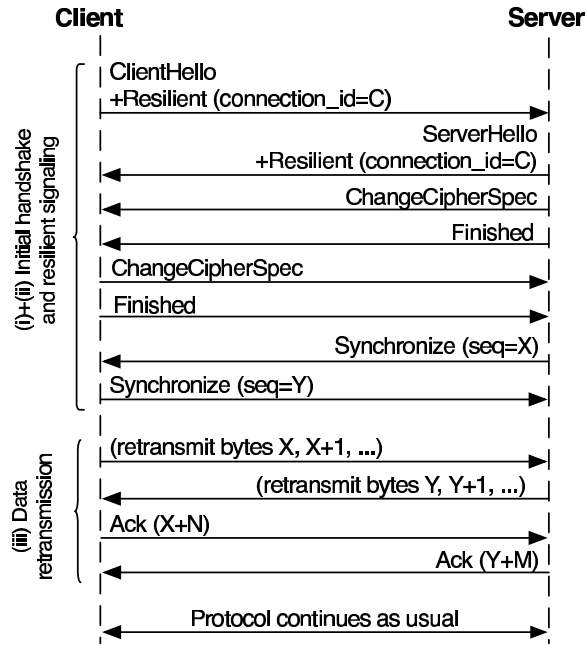 Client
Server
ClientHello
+Resilient (connection_id=C)
ServerHello
+Resilient (connection_id=C)
ChangeCipherSpec
Finished
ChangeCipherSpec
Finished
Synchronize (seq=X)
Synchronize (seq=Y)
(i)+(ii) Initial handshake
and resilient signaling
(retransmit bytes X, X+1, ...)
(retransmit bytes Y, Y+1, ...)
Ack (X+N)
Ack (Y+M)
(iii) Data
retransmission
Protocol continues as usual